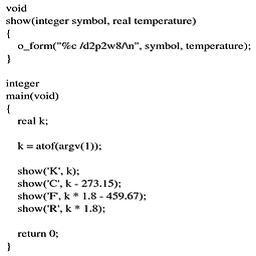 void
show(integer symbol, real temperature)
{
o_form("%c /d2p2w8/\n", symbol, temperature);
}
integer
main(void)
{
real k;
k = atof(argv(1));
show('K', k);
show('C', k - 273.15);
show('F', k * 1.8 - 459.67);
show('R', k * 1.8);
return 0;
}